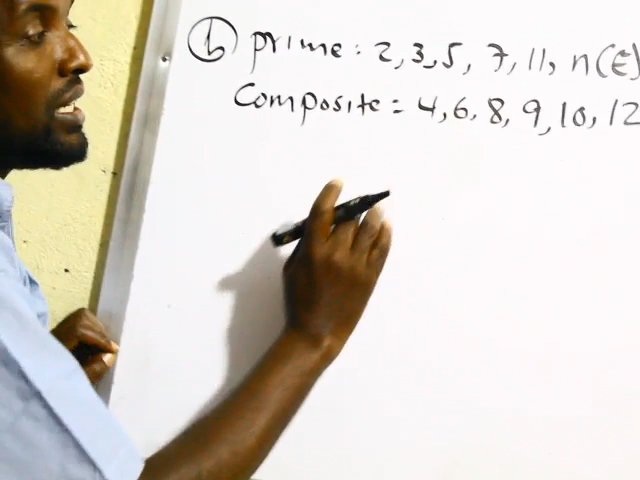 b prime: 2, 3, 5, 7, 11, n(E)
Composite = 4, 6, 8, 9, 10, 12